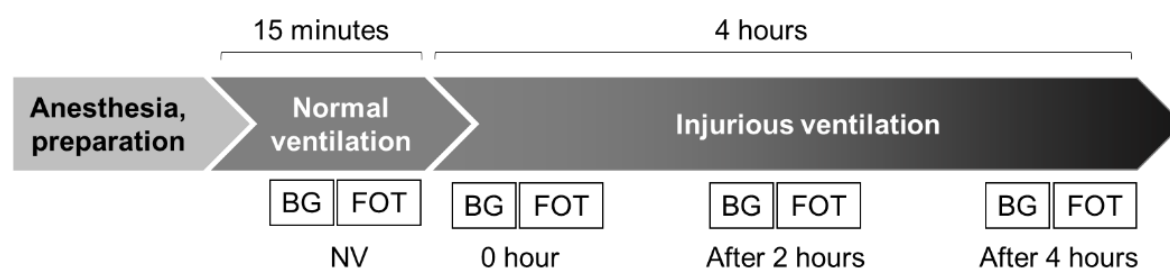 15 minutes
4 hours
Anesthesia,
preparation
Normal
ventilation
Injurious ventilation
BG FOT BG FOT BG FOT BG FOT
NV 0 hour After 2 hours After 4 hours